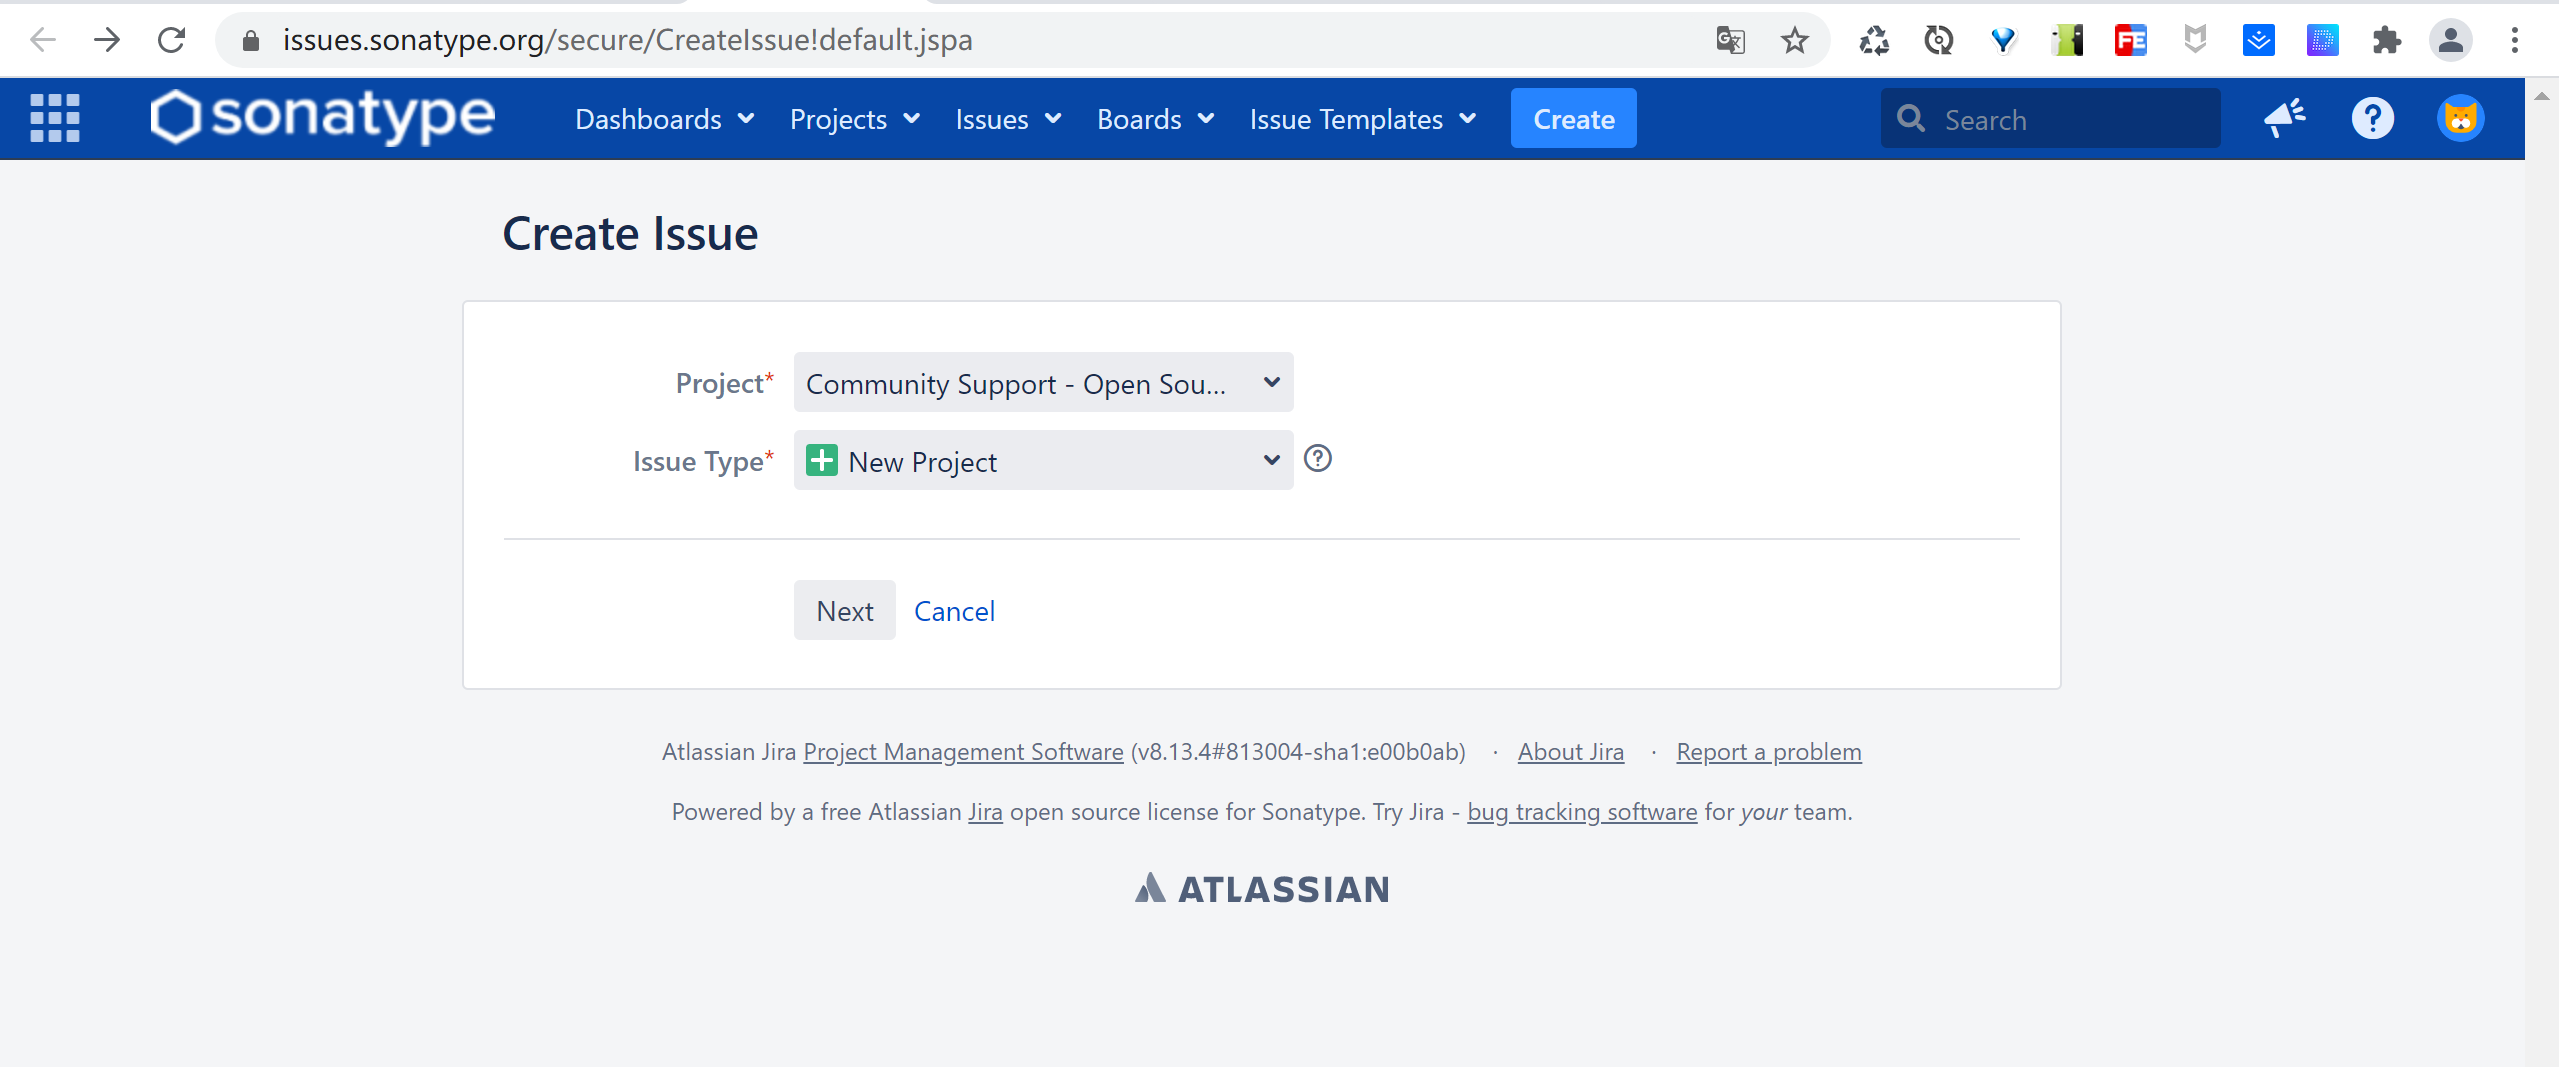 issues.sonatype.org/secure/CreateIssue!default.jspa
sonatype Dashboards Projects Issues Boards Issue Templates Create Search
Create Issue
Project* Community Support - Open Sou...
Issue Type* New Project
Next Cancel
Atlassian Jira Project Management Software (v8.13.4#813004-sha1:e00b0ab) · About Jira · Report a problem
Powered by a free Atlassian Jira open source license for Sonatype. Try Jira - bug tracking software for your team.
ATLASSIAN